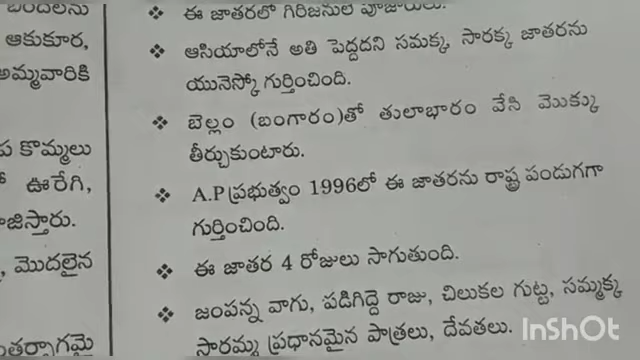 ఆకుకూర,
అమ్మవారికి
కొమ్మలు
ఊరేగి,
మొదలైన
❖ ఈ జాతరలో గిరిజనులే పూజారులు.
❖ ఆసియాలోనే అతి పెద్దదని సమక్క, సారక్క జాతరను
యునెస్కో గుర్తించింది.
❖ బెల్లం (బంగారం)తో తులాభారం వేసి మొక్కు
తీర్చుకుంటారు.
❖ A.P ప్రభుత్వం 1996లో ఈ జాతరను రాష్ట్ర పండుగగా
గుర్తించింది.
❖ ఈ జాతర 4 రోజులు సాగుతుంది.
❖ జంపన్న వాగు, పడిగిద్దె రాజు, చిలుకల గుట్ట, సమ్మక్క
సారమ్మ ప్రధానమైన పాత్రలు, దేవతలు.
InShOt